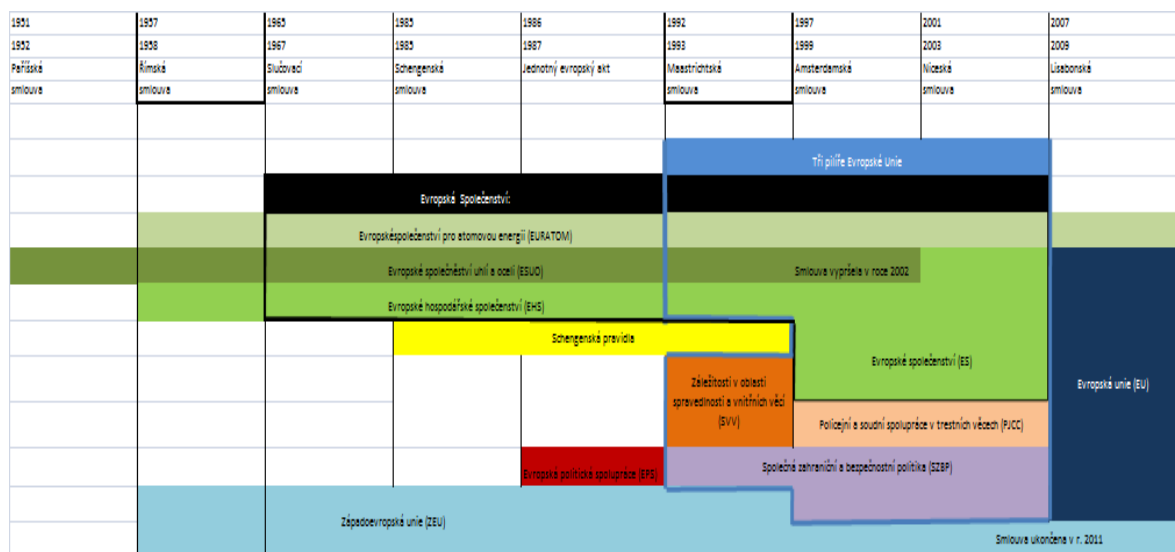 1951 1957 1965 1985 1986 1992 1997 2001 2007
1952 1958 1967 1985 1987 1993 1999 2003 2009
Pařížská Římská Slučovací Schengenská Jednotný evropský akt Maastrichtská Amsterdamská Niceská Lisabonská
smlouva smlouva smlouva smlouva smlouva smlouva smlouva smlouva
Tři pilíře Evropské Unie
Evropská Společenství:
Evropskéspolečenství pro atomovou energii (EURATOM)
Evropské společněství uhlí a oceli (ESUO) Smlouva vypršela v roce 2002
Evropské hospodářské společenství (EHS)
Schengenská pravidla
Evropské společenství (ES)
Záležitosti v oblasti
spravedlnosti a vnitřních věcí
(SVV)
Evropská unie (EU)
Policejní a soudní spolupráce v trestních věcech (PJCC)
Společná zahraniční a bezpečnostní politika (SZBP)
Evropská politická spolupráce (EPS)
Západoevropská unie (ZEU)
Smlouva ukončena v r. 2011